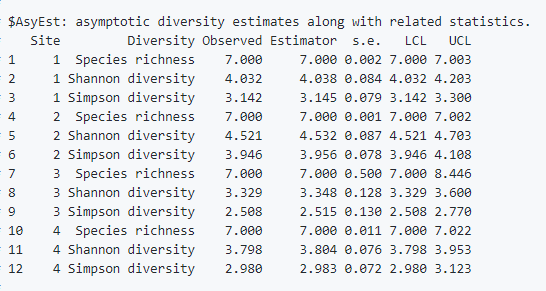 $AsyEst: asymptotic diversity estimates along with related statistics.
Site Diversity Observed Estimator s.e. LCL UCL
1 1 Species richness 7.000 7.000 0.002 7.000 7.003
2 1 Shannon diversity 4.032 4.038 0.084 4.032 4.203
3 1 Simpson diversity 3.142 3.145 0.079 3.142 3.300
4 2 Species richness 7.000 7.000 0.001 7.000 7.002
5 2 Shannon diversity 4.521 4.532 0.087 4.521 4.703
6 2 Simpson diversity 3.946 3.956 0.078 3.946 4.108
7 3 Species richness 7.000 7.000 0.500 7.000 8.446
8 3 Shannon diversity 3.329 3.348 0.128 3.329 3.600
9 3 Simpson diversity 2.508 2.515 0.130 2.508 2.770
10 4 Species richness 7.000 7.000 0.011 7.000 7.022
11 4 Shannon diversity 3.798 3.804 0.076 3.798 3.953
12 4 Simpson diversity 2.980 2.983 0.072 2.980 3.123